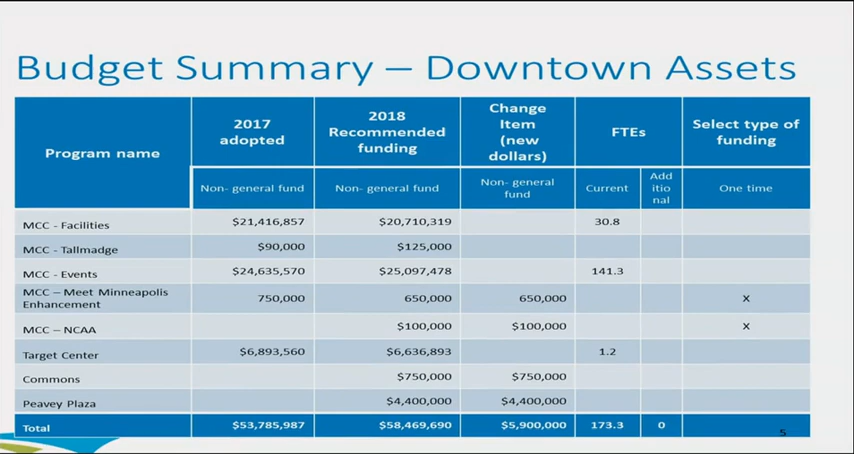 Budget Summary – Downtown Assets
Program name 2017 adopted 2018 Recommended funding Change Item (new dollars) FTEs Select type of funding
Non- general fund Non- general fund Non- general fund Current Add itio nal One time
MCC - Facilities $21,416,857 $20,710,319 30.8
MCC - Tallmadge $90,000 $125,000
MCC - Events $24,635,570 $25,097,478 141.3
MCC – Meet Minneapolis Enhancement 750,000 650,000 650,000 X
MCC – NCAA $100,000 $100,000 X
Target Center $6,893,560 $6,636,893 1.2
Commons $750,000 $750,000
Peavey Plaza $4,400,000 $4,400,000
Total $53,785,987 $58,469,690 $5,900,000 173.3 0
5